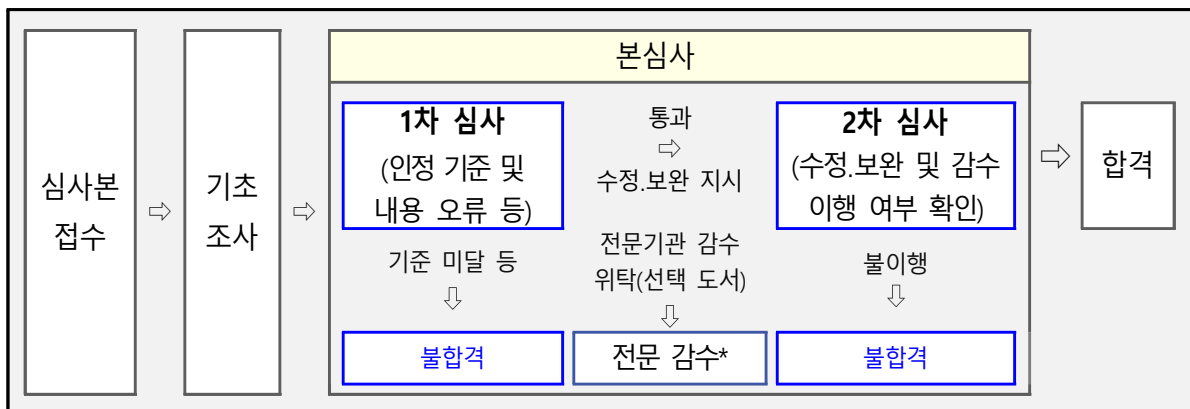 심사본
접수
⇨
기초
조사
⇨
본심사
1차 심사
(인정 기준 및
내용 오류 등)
기준 미달 등
⇩
불합격
통과
⇨
수정.보완 지시
전문기관 감수
위탁(선택 도서)
⇩
전문 감수*
2차 심사
(수정.보완 및 감수
이행 여부 확인)
불이행
⇩
불합격
⇨
합격